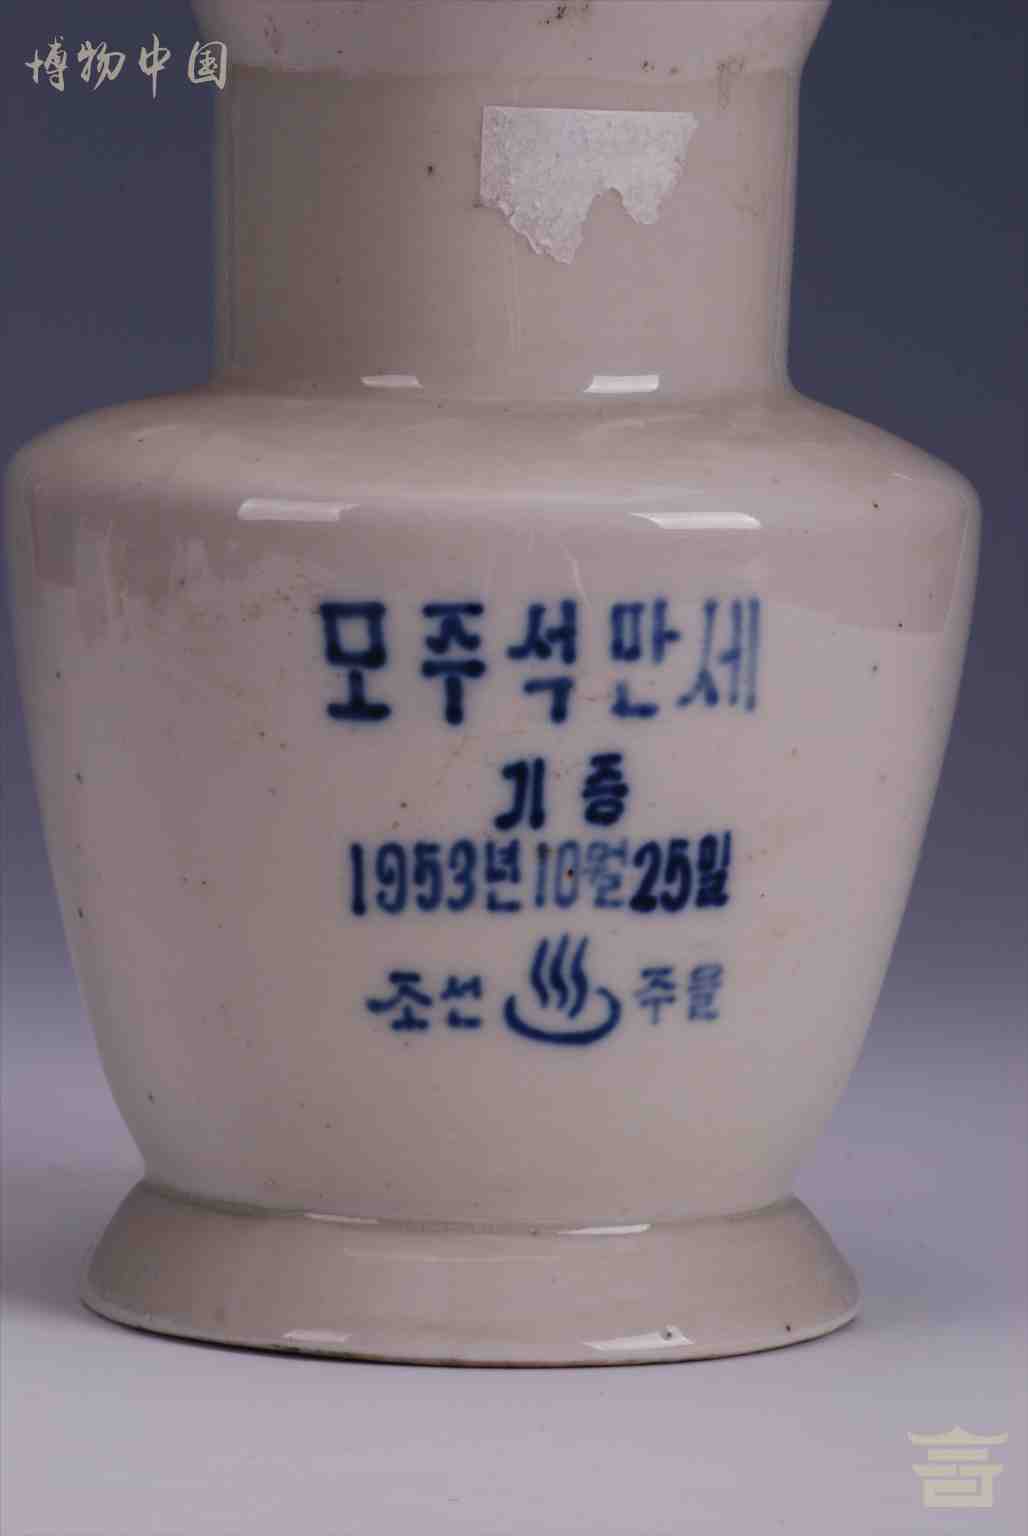 博物中国
모주석만세
기증
1953년10월25일
조선 ♨ 주을